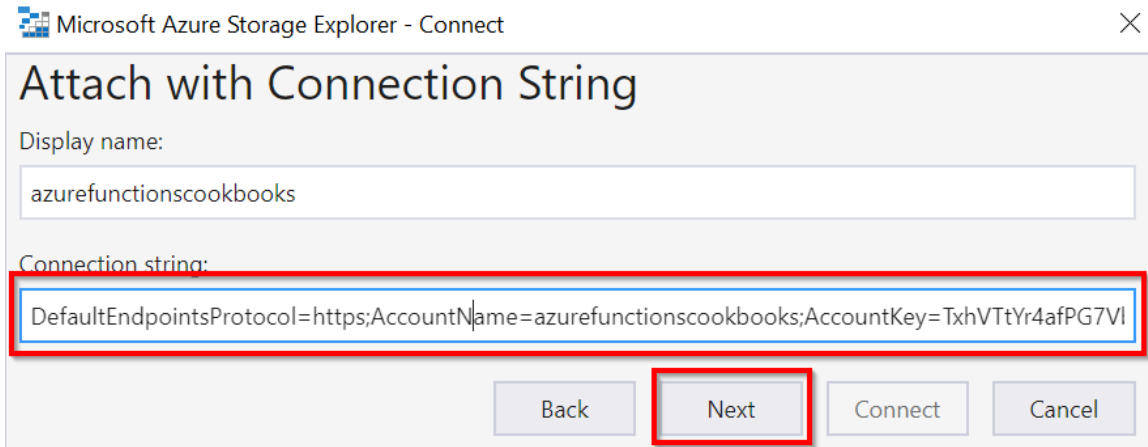 Microsoft Azure Storage Explorer - Connect
Attach with Connection String
Display name:
azurefunctionscookbooks
Connection string:
DefaultEndpointsProtocol=https;AccountName=azurefunctionscookbooks;AccountKey=TxhVTtYr4afPG7V
Back Next Connect Cancel